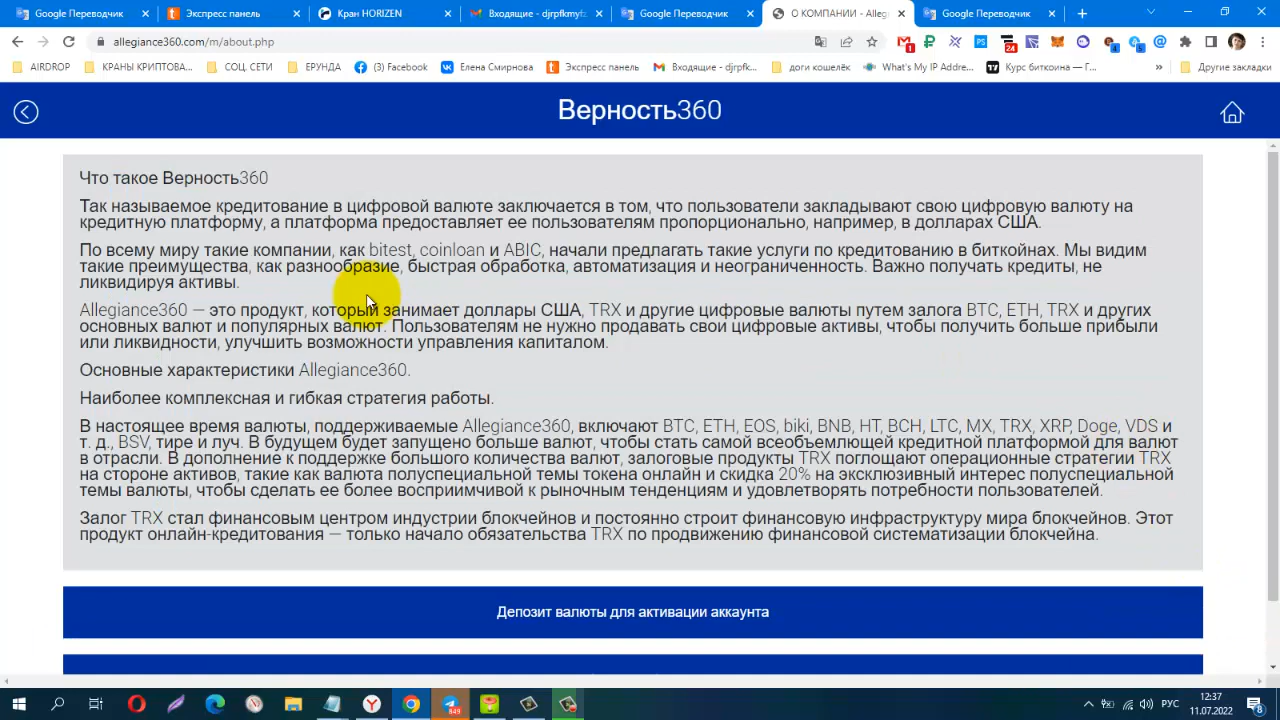 Google Переводчик
Экспресс панель
Кран HORIZEN
Входящие - djrpfkmyfz
Google Переводчик
О КОМПАНИИ - Alleg
Google Переводчик
allegiance360.com/m/about.php
1
24
4
5
AIRDROP
КРАНЫ КРИПТОВА...
СОЦ. СЕТИ
ЕРУНДА
(3) Facebook
Елена Смирнова
Экспресс панель
Входящие - djrpf...
доги кошелёк
What's My IP Addre...
Курс биткоина — Г...
»
Другие закладки
Верность360
Что такое Верность360
Так называемое кредитование в цифровой валюте заключается в том, что пользователи закладывают свою цифровую валюту на
кредитную платформу, а платформа предоставляет ее пользователям пропорционально, например, в долларах США.
По всему миру такие компании, как bitest, coinloan и ABIC, начали предлагать такие услуги по кредитованию в биткойнах. Мы видим
такие преимущества, как разнообразие, быстрая обработка, автоматизация и неограниченность. Важно получать кредиты, не
ликвидируя активы.
Allegiance360 — это продукт, который занимает доллары США, TRX и другие цифровые валюты путем залога BTC, ETH, TRX и других
основных валют и популярных валют. Пользователям не нужно продавать свои цифровые активы, чтобы получить больше прибыли
или ликвидности, улучшить возможности управления капиталом.
Основные характеристики Allegiance360.
Наиболее комплексная и гибкая стратегия работы.
В настоящее время валюты, поддерживаемые Allegiance360, включают BTC, ETH, EOS, biki, BNB, HT, BCH, LTC, MX, TRX, XRP, Doge, VDS и
т. д., BSV, тире и луч. В будущем будет запущено больше валют, чтобы стать самой всеобъемлющей кредитной платформой для валют
в отрасли. В дополнение к поддержке большого количества валют, залоговые продукты TRX поглощают операционные стратегии TRX
на стороне активов, такие как валюта полуспециальной темы токена онлайн и скидка 20% на эксклюзивный интерес полуспециальной
темы валюты, чтобы сделать ее более восприимчивой к рыночным тенденциям и удовлетворять потребности пользователей.
Залог TRX стал финансовым центром индустрии блокчейнов и постоянно строит финансовую инфраструктуру мира блокчейнов. Этот
продукт онлайн-кредитования — только начало обязательства TRX по продвижению финансовой систематизации блокчейна.
Депозит валюты для активации аккаунта
849
РУС
12:37
11.07.2022
8